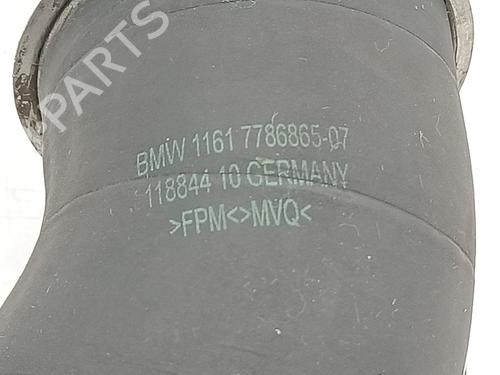 PARTS
BMW 1161 7786865-07
118844 10 GERMANY
>FPM<>MVQ<